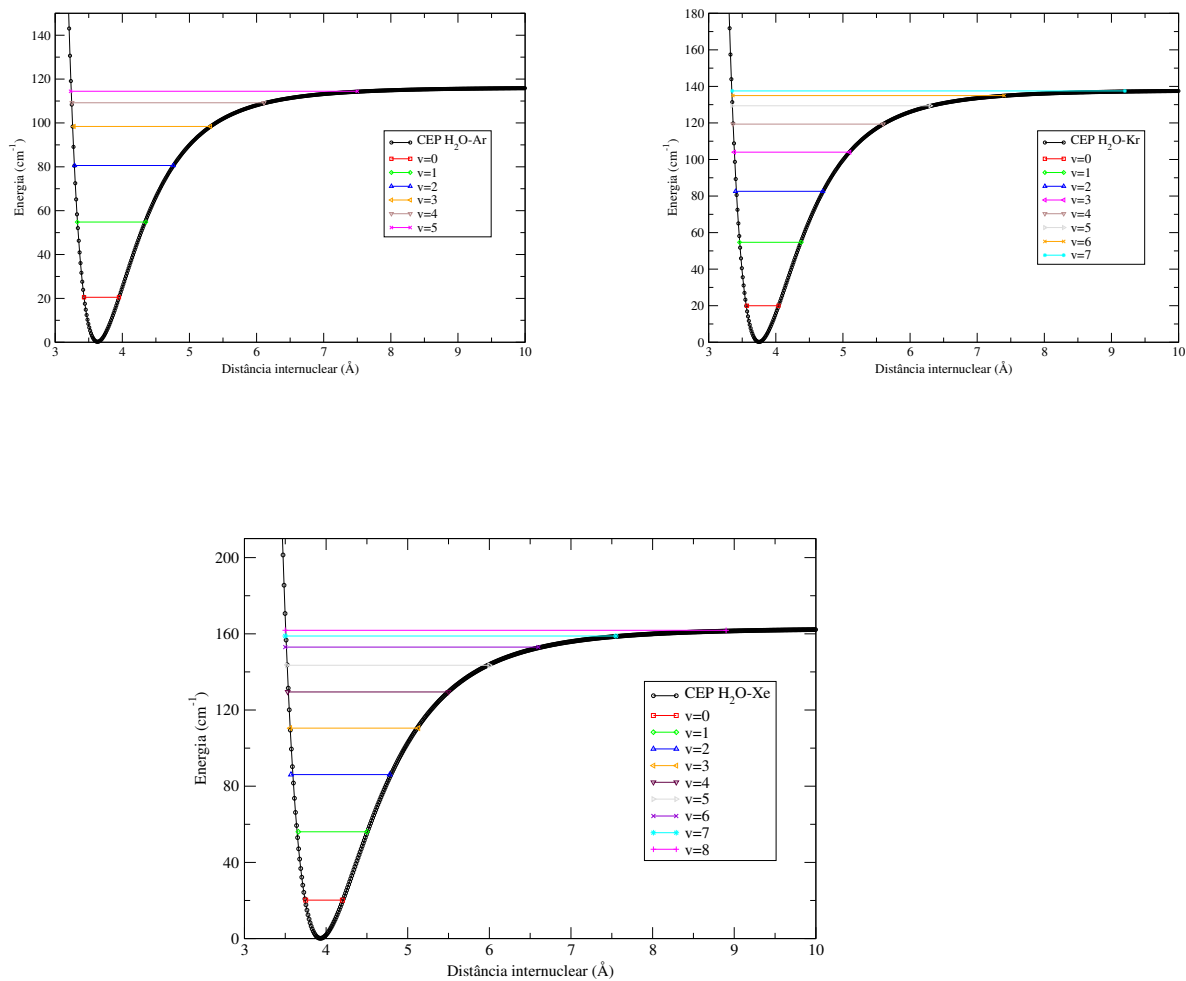 CEP H2O-Ar
v=0
v=1
v=2
v=3
v=4
v=5
Energia (cm-1)
0
20
40
60
80
100
120
140
3 4 5 6 7 8 9 10
Distância internuclear (Å)
CEP H2O-Kr
v=0
v=1
v=2
v=3
v=4
v=5
v=6
v=7
Energia (cm-1)
0
20
40
60
80
100
120
140
160
180
3 4 5 6 7 8 9 10
Distância internuclear (Å)
CEP H2O-Xe
v=0
v=1
v=2
v=3
v=4
v=5
v=6
v=7
v=8
Energia (cm-1)
0
40
80
120
160
200
3 4 5 6 7 8 9 10
Distância internuclear (Å)